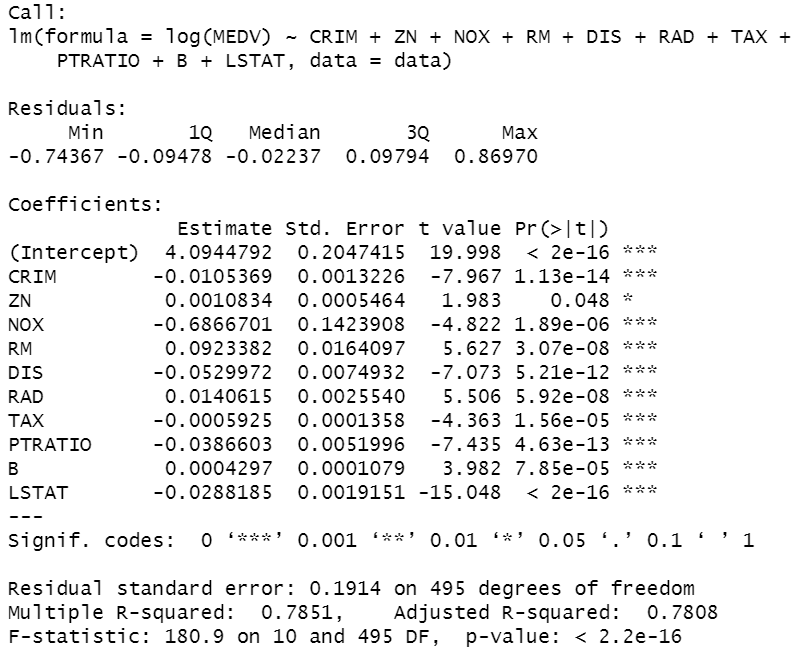 Call:
lm(formula = log(MEDV) ~ CRIM + ZN + NOX + RM + DIS + RAD + TAX +
    PTRATIO + B + LSTAT, data = data)

Residuals:
     Min       1Q   Median       3Q      Max
-0.74367 -0.09478 -0.02237  0.09794  0.86970

Coefficients:
              Estimate Std. Error t value Pr(>|t|)
(Intercept)  4.0944792  0.2047415  19.998  < 2e-16 ***
CRIM        -0.0105369  0.0013226  -7.967 1.13e-14 ***
ZN           0.0010834  0.0005464   1.983    0.048 *
NOX         -0.6866701  0.1423908  -4.822 1.89e-06 ***
RM           0.0923382  0.0164097   5.627 3.07e-08 ***
DIS         -0.0529972  0.0074932  -7.073 5.21e-12 ***
RAD          0.0140615  0.0025540   5.506 5.92e-08 ***
TAX         -0.0005925  0.0001358  -4.363 1.56e-05 ***
PTRATIO     -0.0386603  0.0051996  -7.435 4.63e-13 ***
B            0.0004297  0.0001079   3.982 7.85e-05 ***
LSTAT       -0.0288185  0.0019151 -15.048  < 2e-16 ***
---
Signif. codes:  0 ‘***’ 0.001 ‘**’ 0.01 ‘*’ 0.05 ‘.’ 0.1 ‘ ’ 1

Residual standard error: 0.1914 on 495 degrees of freedom
Multiple R-squared:  0.7851,    Adjusted R-squared:  0.7808
F-statistic: 180.9 on 10 and 495 DF,  p-value: < 2.2e-16